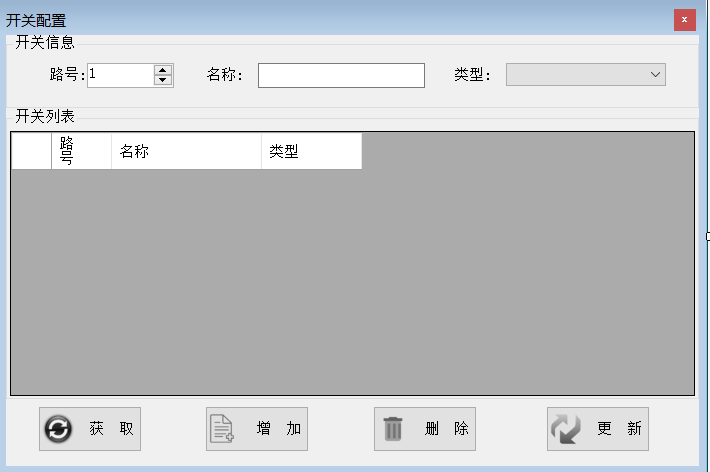 开关配置
开关信息
路号:1 名称: 类型:
开关列表
路号 名称 类型
获 取 增 加 删 除 更 新